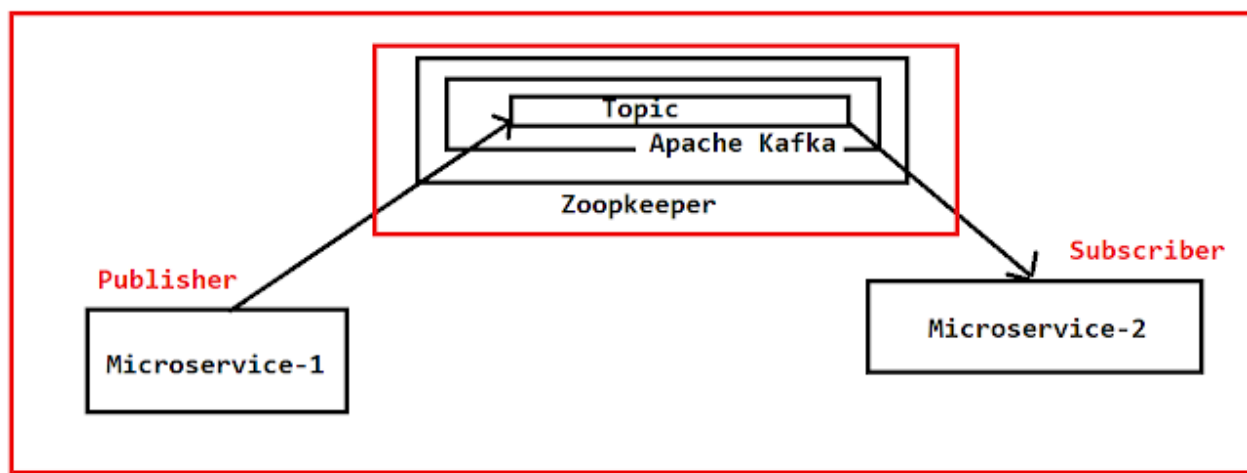 Topic
Apache Kafka
Zoopkeeper
Publisher
Subscriber
Microservice-1
Microservice-2